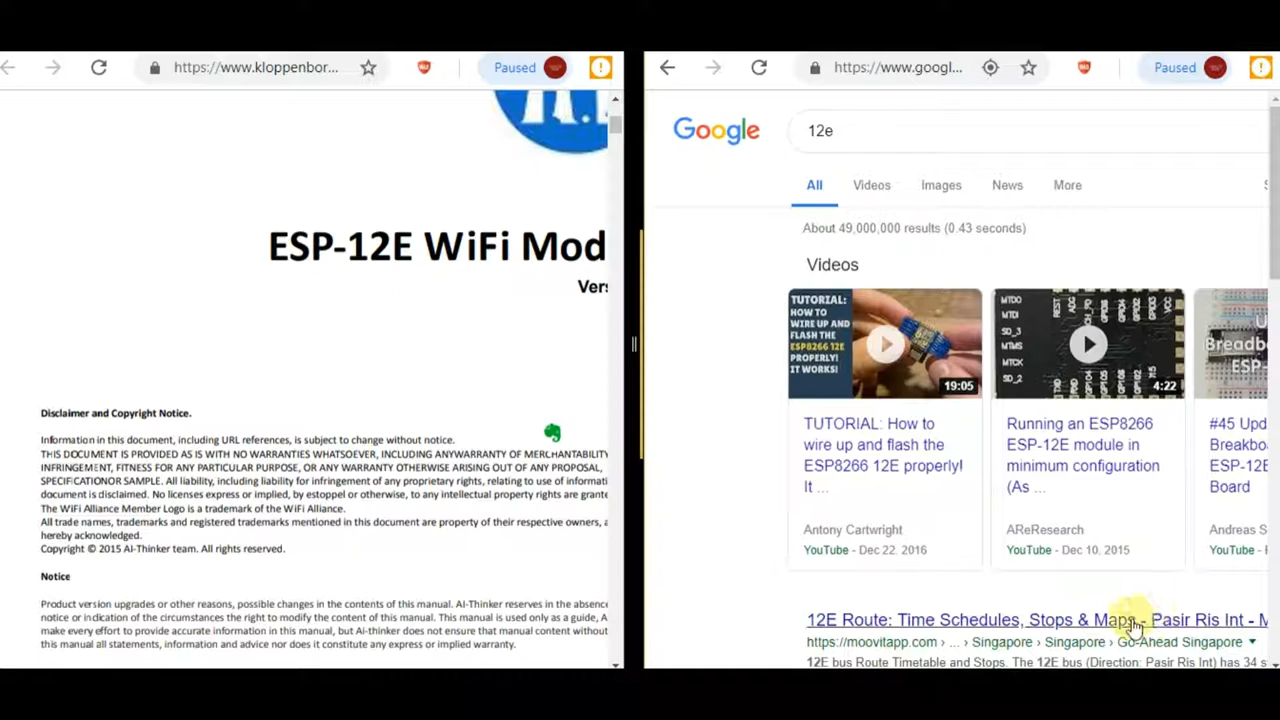 https://www.kloppenbor...
Paused
ESP-12E WiFi Mod
Vers
Disclaimer and Copyright Notice.
Information in this document, including URL references, is subject to change without notice.
THIS DOCUMENT IS PROVIDED AS IS WITH NO WARRANTIES WHATSOEVER, INCLUDING ANYWARRANTY OF MERCHANTABILITY
INFRINGEMENT, FITNESS FOR ANY PARTICULAR PURPOSE, OR ANY WARRANTY OTHERWISE ARISING OUT OF ANY PROPOSAL,
SPECIFICATIONOR SAMPLE. All liability, including liability for infringement of any proprietary rights, relating to use of informati
document is disclaimed. No licenses express or implied, by estoppel or otherwise, to any intellectual property rights are grante
The WiFi Alliance Member Logo is a trademark of the WiFi Alliance.
All trade names, trademarks and registered trademarks mentioned in this document are property of their respective owners, a
hereby acknowledged.
Copyright © 2015 AI-Thinker team. All rights reserved.
Notice
Product version upgrades or other reasons, possible changes in the contents of this manual. AI-Thinker reserves in the absence
notice or indication of the circumstances the right to modify the content of this manual. This manual is used only as a guide, A
make every effort to provide accurate information in this manual, but Ai-thinker does not ensure that manual content without
this manual all statements, information and advice nor does it constitute any express or implied warranty.
https://www.googl...
Paused
Google
12e
All Videos Images News More
About 49,000,000 results (0.43 seconds)
Videos
TUTORIAL:
HOW TO
WIRE UP AND
FLASH THE
ESP8266 12E
PROPERLY!
IT WORKS!
19:05
MTDO
MTDI
SD_3
MTMS
MTCK
SD_2
REST
ADC
CH_PD
VCC
TXD
RXD
4:22
Breadbo
ESP-12E
TUTORIAL: How to
wire up and flash the
ESP8266 12E properly!
It ...
Antony Cartwright
YouTube - Dec 22, 2016
Running an ESP8266
ESP-12E module in
minimum configuration
(As ...
AReResearch
YouTube - Dec 10, 2015
#45 Upd
Breakbo
ESP-12E
Board
Andreas S
YouTube - F
12E Route: Time Schedules, Stops & Maps - Pasir Ris Int - M
https://moovitapp.com › ... › Singapore › Singapore › Go-Ahead Singapore
12E bus Route Timetable and Stops. The 12E bus (Direction: Pasir Ris Int) has 34 s